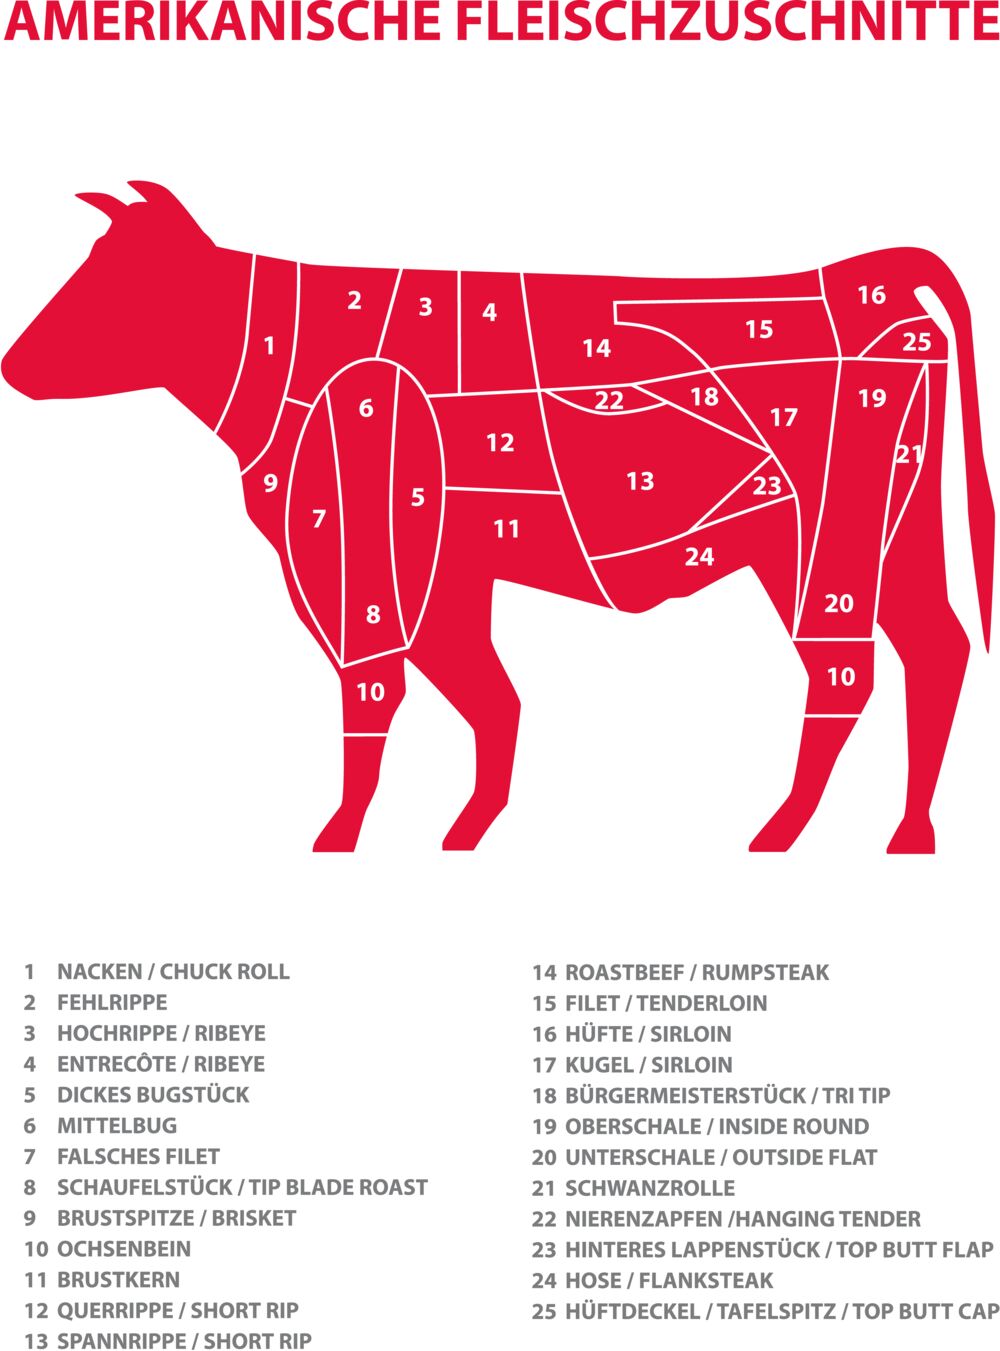 AMERIKANISCHE FLEISCHZUSCHNITTE
1
2
3
4
14
15
16
25
5
6
7
8
9
10
11
12
13
22
18
17
19
21
23
24
20
10
1 NACKEN / CHUCK ROLL
2 FEHLRIPPE
3 HOCHRIPPE / RIBEYE
4 ENTRECÔTE / RIBEYE
5 DICKES BUGSTÜCK
6 MITTELBUG
7 FALSCHES FILET
8 SCHAUFELSTÜCK / TIP BLADE ROAST
9 BRUSTSPITZE / BRISKET
10 OCHSENBEIN
11 BRUSTKERN
12 QUERRIPPE / SHORT RIP
13 SPANNRIPPE / SHORT RIP
14 ROASTBEEF / RUMPSTEAK
15 FILET / TENDERLOIN
16 HÜFTE / SIRLOIN
17 KUGEL / SIRLOIN
18 BÜRGERMEISTERSTÜCK / TRI TIP
19 OBERSCHALE / INSIDE ROUND
20 UNTERSCHALE / OUTSIDE FLAT
21 SCHWANZROLLE
22 NIERENZAPFEN /HANGING TENDER
23 HINTERES LAPPENSTÜCK / TOP BUTT FLAP
24 HOSE / FLANKSTEAK
25 HÜFTDECKEL / TAFELSPITZ / TOP BUTT CAP